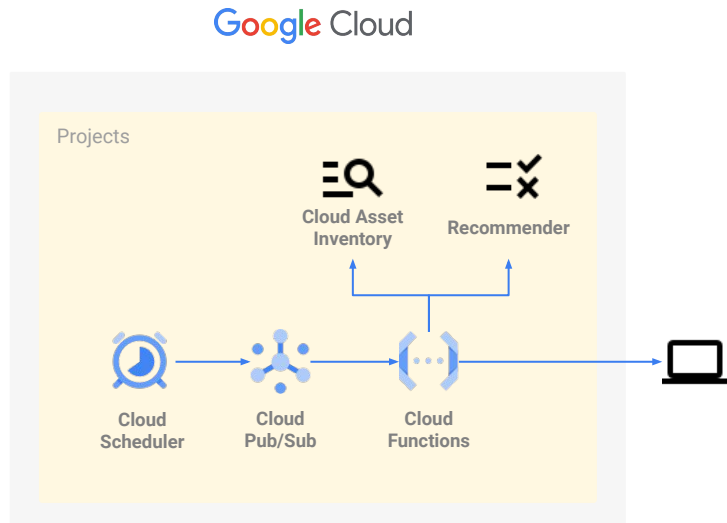 Google Cloud
Projects
Cloud Asset
Inventory
Recommender
Cloud
Scheduler
Cloud
Pub/Sub
Cloud
Functions